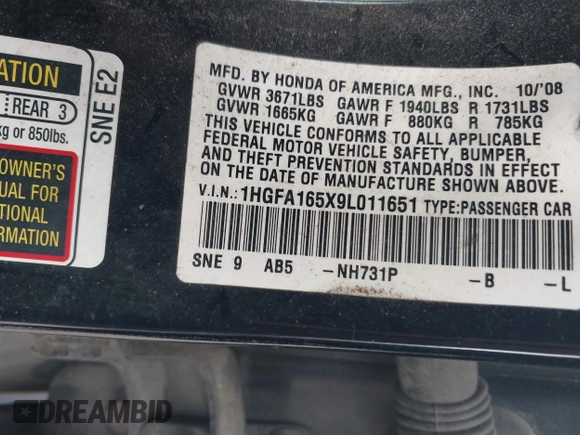 ATION
REAR 3
kg or 850lbs.
OWNER'S
UAL FOR
TIONAL
ORMATION
SNE E2
MFD. BY HONDA OF AMERICA MFG., INC. 10/'08
GVWR 3671LBS GAWR F 1940LBS R 1731LBS
GVWR 1665KG GAWR F 880KG R 785KG
THIS VEHICLE CONFORMS TO ALL APPLICABLE
FEDERAL MOTOR VEHICLE SAFETY, BUMPER,
AND THEFT PREVENTION STANDARDS IN EFFECT
ON THE DATE OF MANUFACTURE SHOWN ABOVE.
V.I.N.: 1HGFA165X9L011651 TYPE:PASSENGER CAR
SNE 9 AB5 -NH731P -B -L
DREAMBID